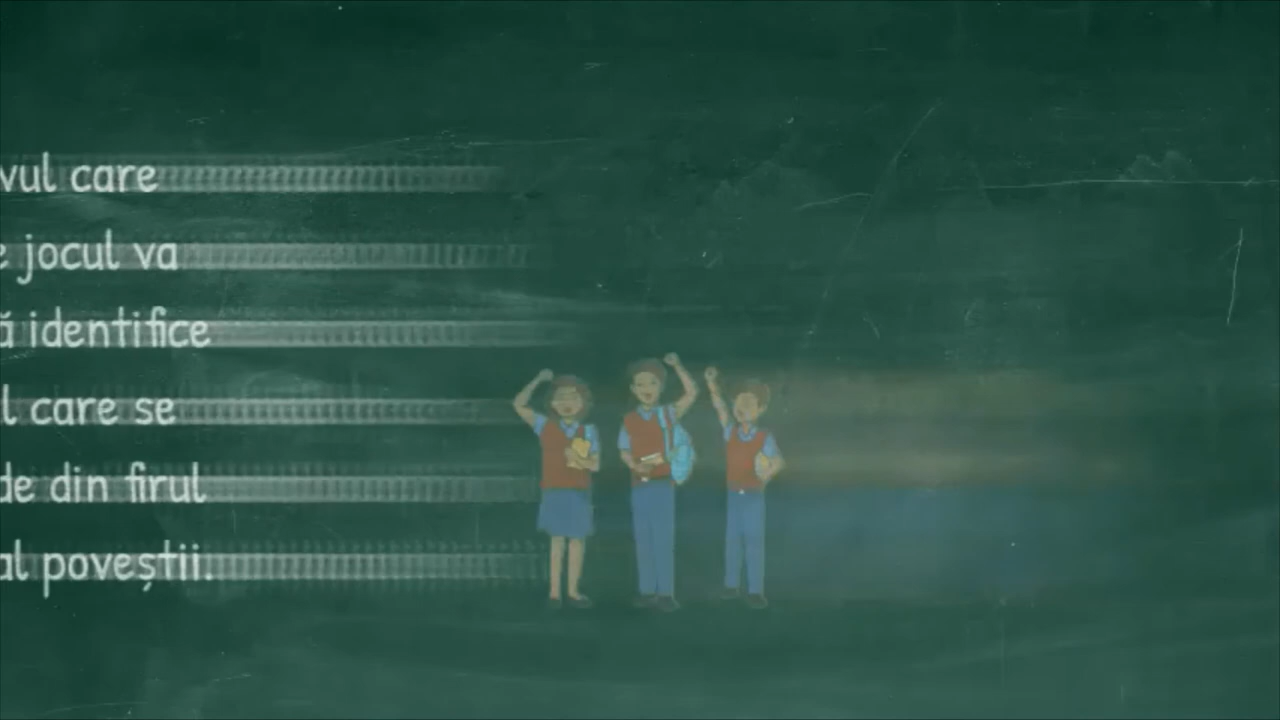 vul care
jocul va
ă identifice
l care se
de din firul
al poveștii.